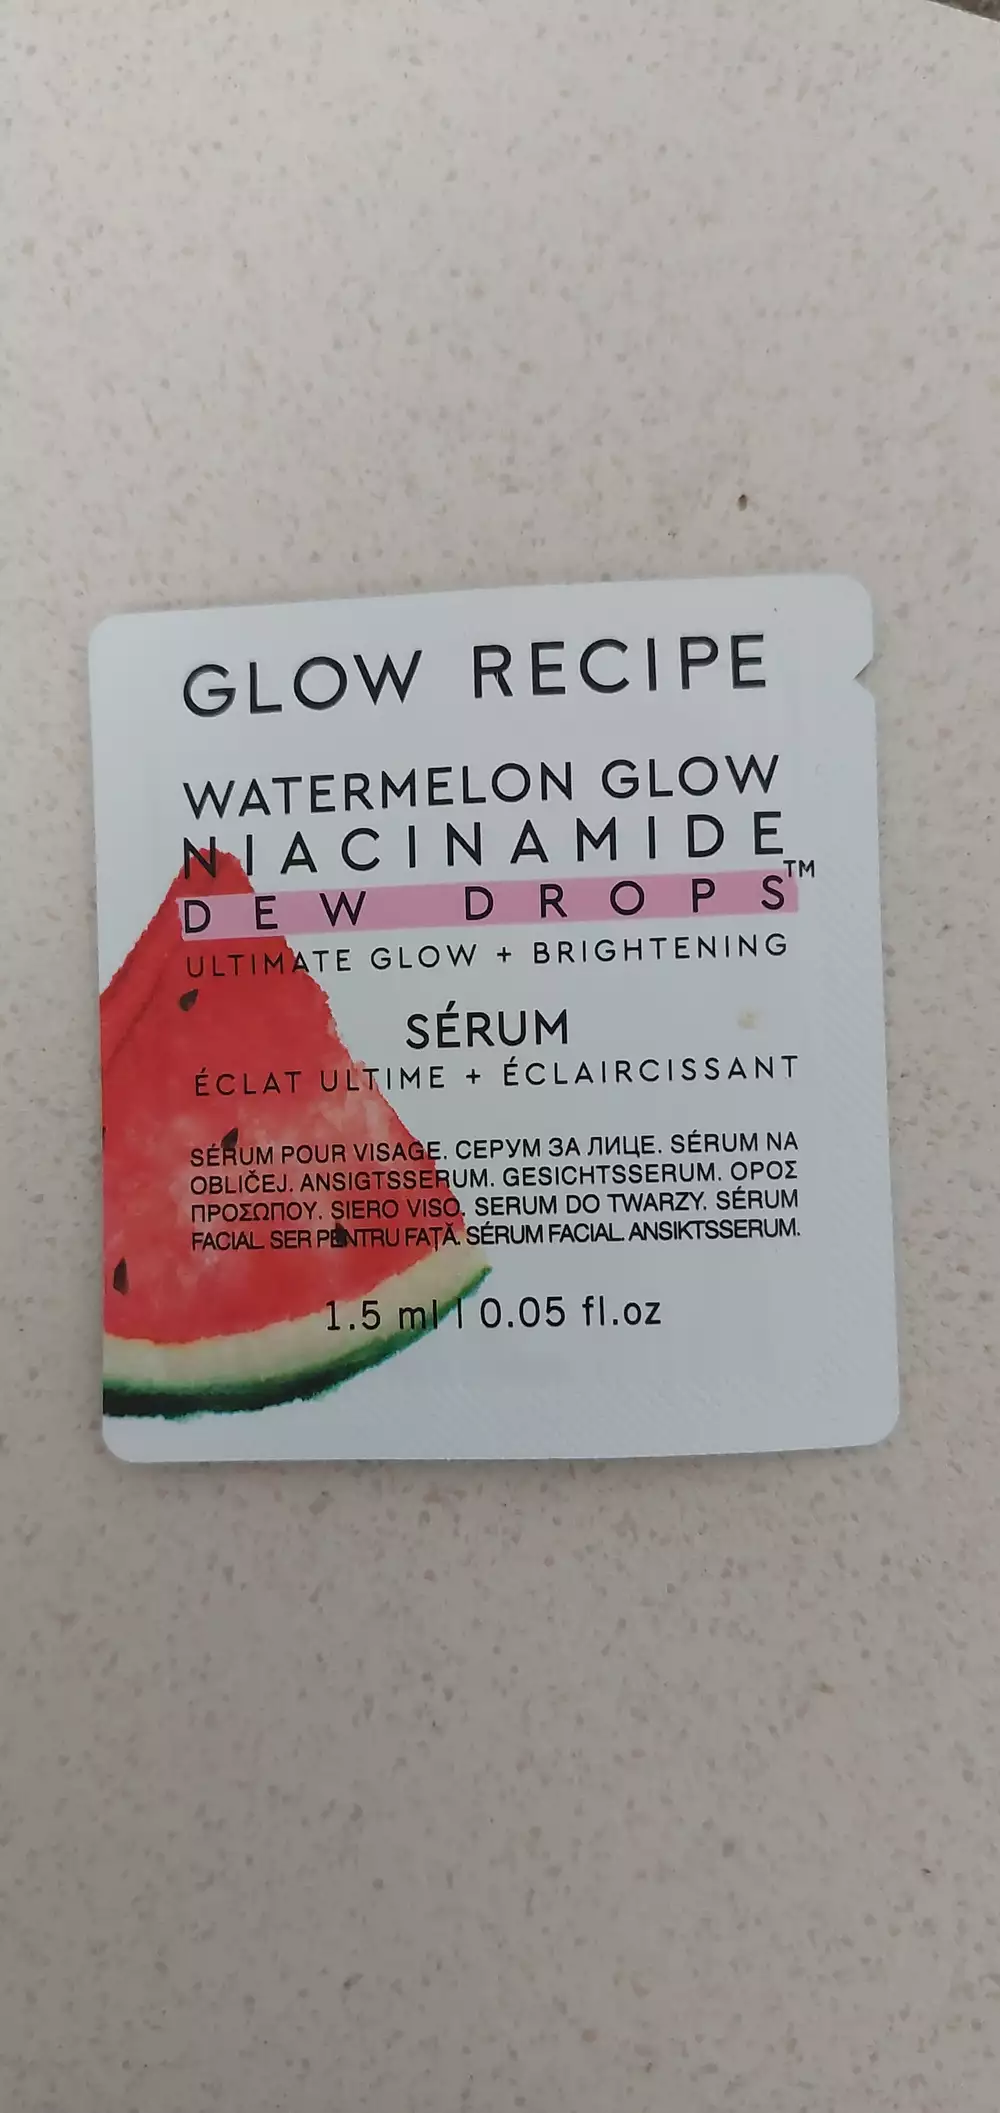 GLOW RECIPE
WATERMELON GLOW
NIACINAMIDE
DEW DROPS™
ULTIMATE GLOW + BRIGHTENING
SÉRUM
ÉCLAT ULTIME + ÉCLAIRCISSANT
SÉRUM POUR VISAGE. СЕРУМ ЗА ЛИЦЕ. SÉRUM NA
OBLIČEJ. ANSIGTSSERUM. GESICHTSSERUM. ΟΡΟΣ
ΠΡΟΣΩΠΟΥ. SIERO VISO. SERUM DO TWARZY. SÉRUM
FACIAL. SER PENTRU FAȚĂ. SÉRUM FACIAL. ANSIKTSSERUM.
1.5 ml | 0.05 fl.oz